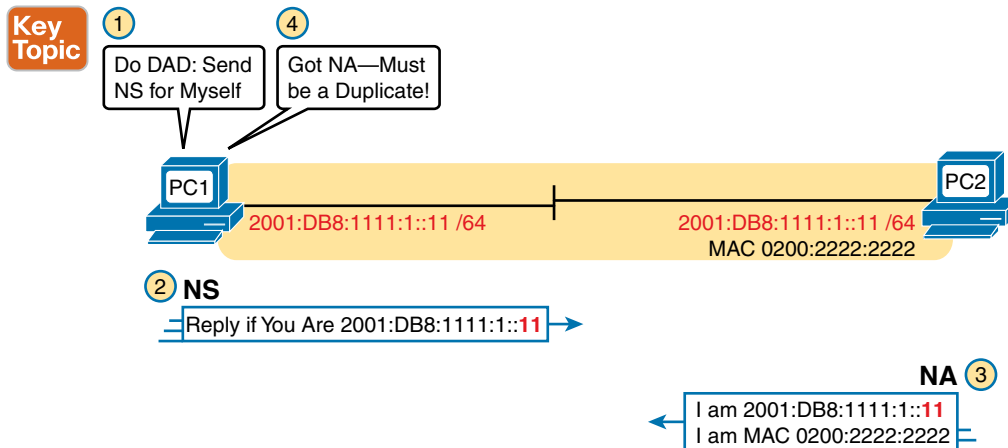 Key
Topic
1
4
Do DAD: Send
NS for Myself
Got NA—Must
be a Duplicate!
PC1
PC2
2001:DB8:1111:1::11 /64
2001:DB8:1111:1::11 /64
MAC 0200:2222:2222
2 NS
Reply if You Are 2001:DB8:1111:1::11
NA 3
I am 2001:DB8:1111:1::11
I am MAC 0200:2222:2222